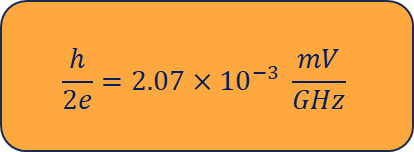 h/2e = 2.07 × 10⁻³ mV/GHz